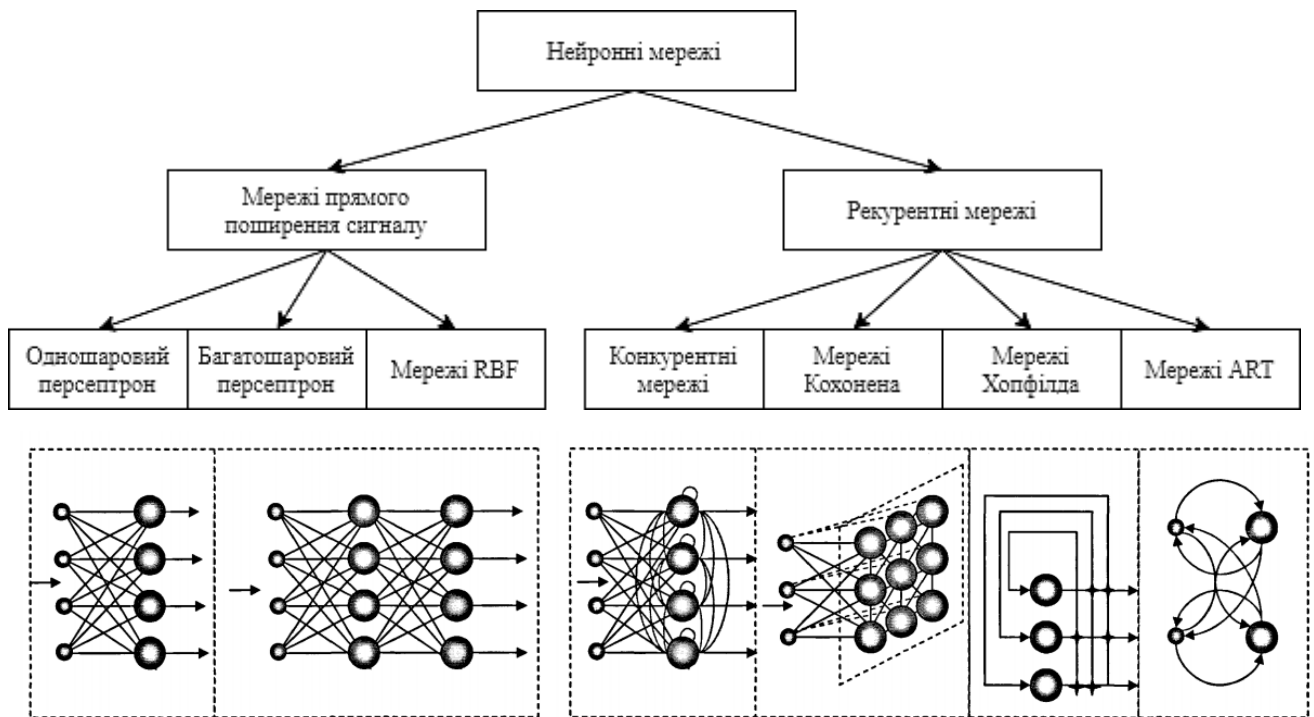 Нейронні мережі
Мережі прямого
поширення сигналу
Рекурентні мережі
Одношаровий
персептрон
Багатошаровий
персептрон
Мережі RBF
Конкурентні
мережі
Мережі
Кохонена
Мережі
Хопфілда
Мережі ART